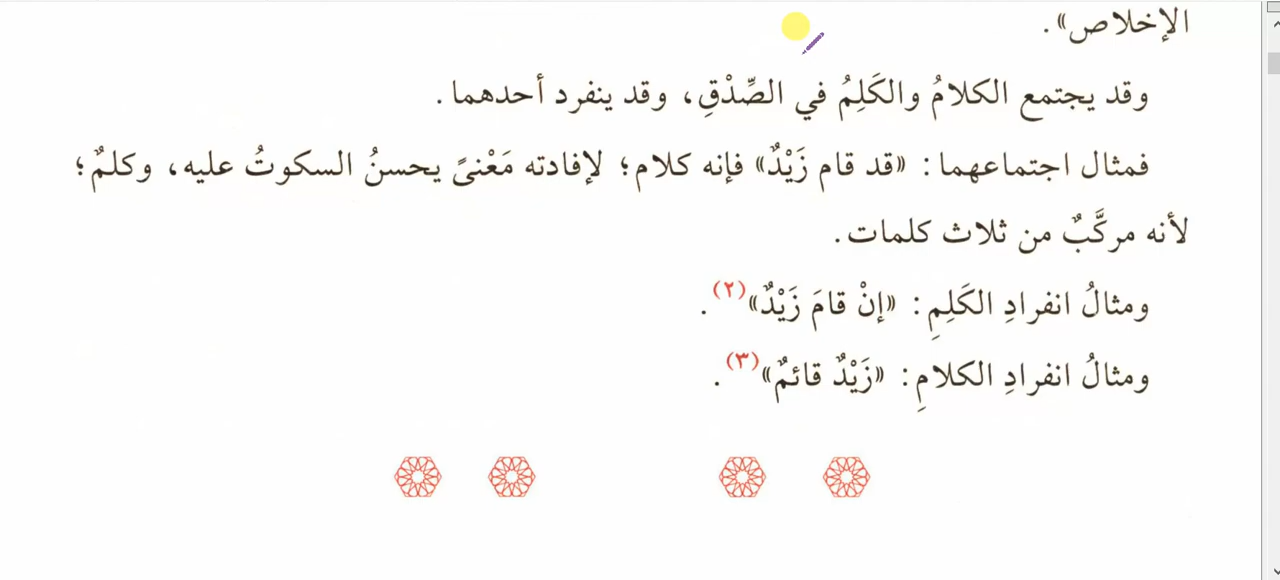 الإخلاص».
وقد يجتمع الكلامُ والكَلِمُ في الصِّدْقِ، وقد ينفرد أحدهما.
فمثال اجتماعهما: «قد قام زَيْدٌ» فإنه كلام؛ لإفادته مَعْنىً يحسنُ السكوتُ عليه، وكلمٌ؛
لأنه مركَّبٌ من ثلاث كلمات.
ومثالُ انفرادِ الكَلِمِ: «إنْ قامَ زَيْدٌ»(٢).
ومثالُ انفرادِ الكلامِ: «زَيْدٌ قائمٌ»(٣).